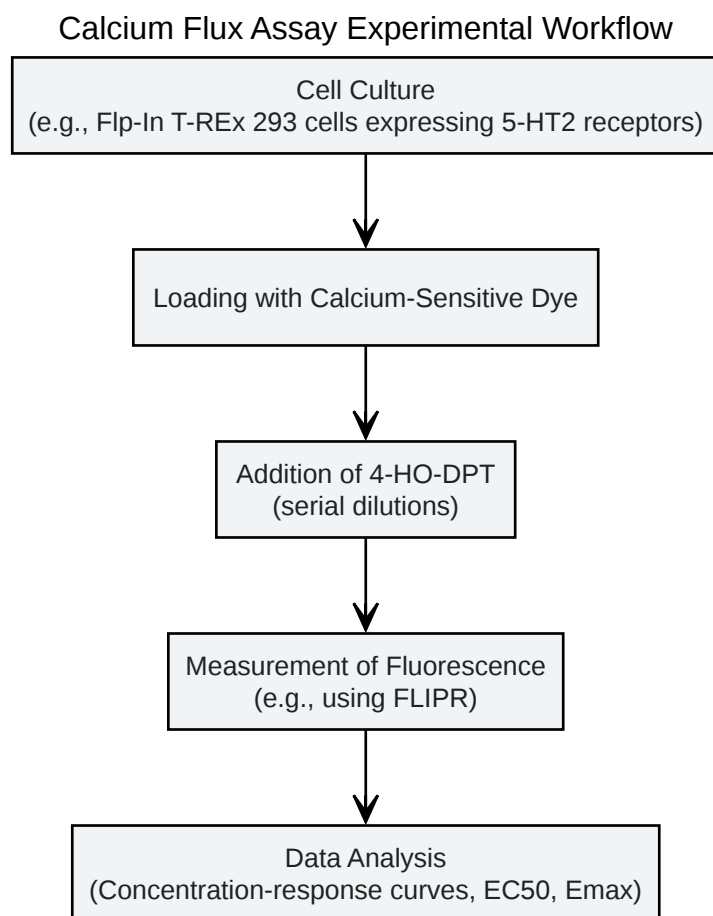 Calcium Flux Assay Experimental Workflow
Cell Culture
(e.g., Flp-In T-REx 293 cells expressing 5-HT2 receptors)
Loading with Calcium-Sensitive Dye
Addition of 4-HO-DPT
(serial dilutions)
Measurement of Fluorescence
(e.g., using FLIPR)
Data Analysis
(Concentration-response curves, EC50, Emax)